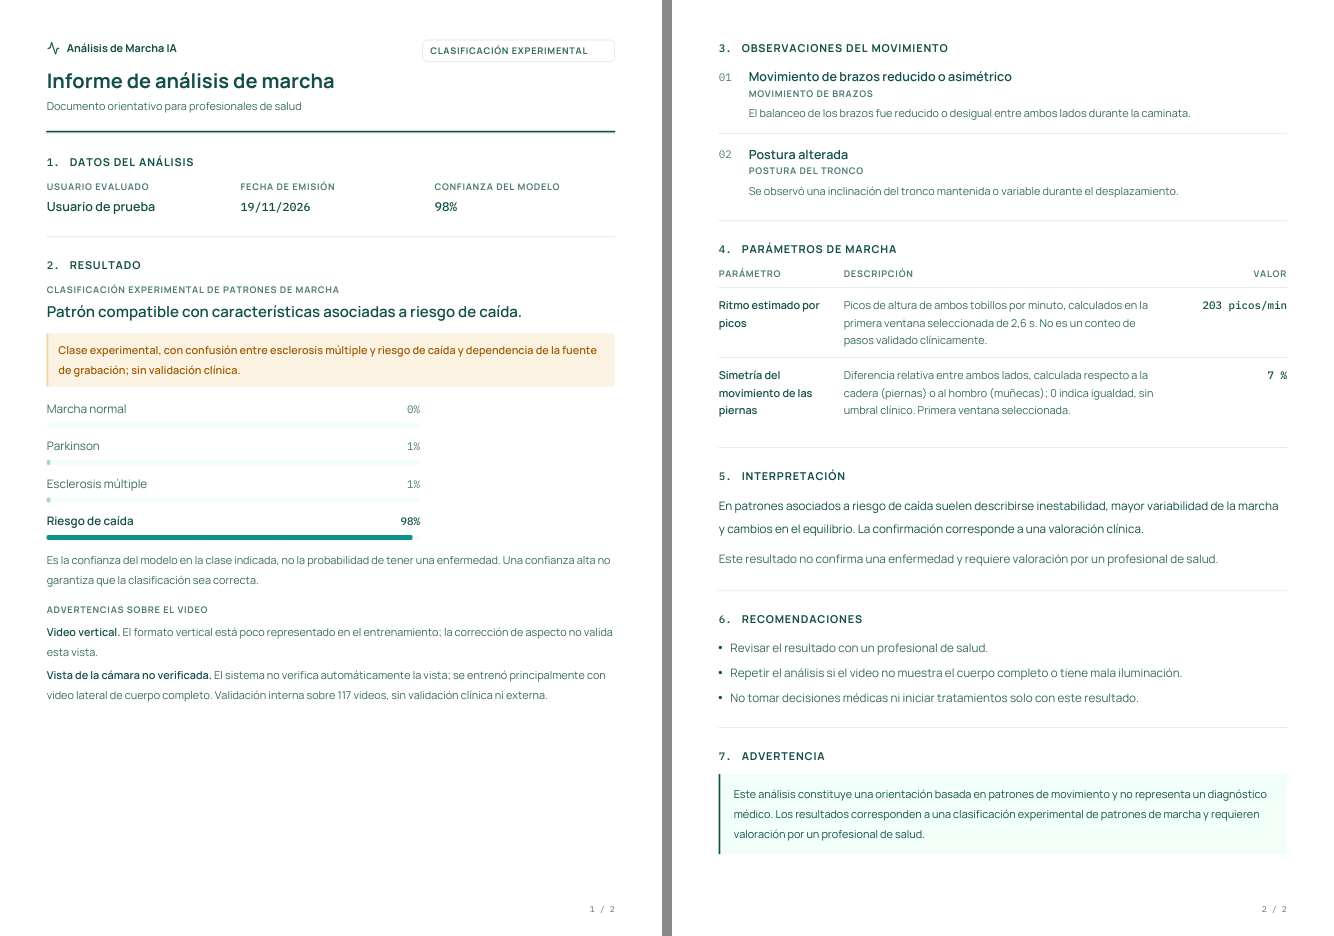 Análisis de Marcha IA
CLASIFICACIÓN EXPERIMENTAL
Informe de análisis de marcha
Documento orientativo para profesionales de salud
1. DATOS DEL ANÁLISIS
USUARIO EVALUADO FECHA DE EMISIÓN CONFIANZA DEL MODELO
Usuario de prueba 19/11/2026 98%
2. RESULTADO
CLASIFICACIÓN EXPERIMENTAL DE PATRONES DE MARCHA
Patrón compatible con características asociadas a riesgo de caída.
Clase experimental, con confusión entre esclerosis múltiple y riesgo de caída y dependencia de la fuente
de grabación; sin validación clínica.
Marcha normal 0%
Parkinson 1%
Esclerosis múltiple 1%
Riesgo de caída 98%
Es la confianza del modelo en la clase indicada, no la probabilidad de tener una enfermedad. Una confianza alta no
garantiza que la clasificación sea correcta.
ADVERTENCIAS SOBRE EL VIDEO
Video vertical. El formato vertical está poco representado en el entrenamiento; la corrección de aspecto no valida
esta vista.
Vista de la cámara no verificada. El sistema no verifica automáticamente la vista; se entrenó principalmente con
video lateral de cuerpo completo. Validación interna sobre 117 videos, sin validación clínica ni externa.
1 / 2
3. OBSERVACIONES DEL MOVIMIENTO
01 Movimiento de brazos reducido o asimétrico
MOVIMIENTO DE BRAZOS
El balanceo de los brazos fue reducido o desigual entre ambos lados durante la caminata.
02 Postura alterada
POSTURA DEL TRONCO
Se observó una inclinación del tronco mantenida o variable durante el desplazamiento.
4. PARÁMETROS DE MARCHA
PARÁMETRO DESCRIPCIÓN VALOR
Ritmo estimado por Picos de altura de ambos tobillos por minuto, calculados en la 203 picos/min
picos primera ventana seleccionada de 2,6 s. No es un conteo de
pasos validado clínicamente.
Simetría del Diferencia relativa entre ambos lados, calculada respecto a la 7 %
movimiento de las cadera (piernas) o al hombro (muñecas); 0 indica igualdad, sin
piernas umbral clínico. Primera ventana seleccionada.
5. INTERPRETACIÓN
En patrones asociados a riesgo de caída suelen describirse inestabilidad, mayor variabilidad de la marcha
y cambios en el equilibrio. La confirmación corresponde a una valoración clínica.
Este resultado no confirma una enfermedad y requiere valoración por un profesional de salud.
6. RECOMENDACIONES
• Revisar el resultado con un profesional de salud.
• Repetir el análisis si el video no muestra el cuerpo completo o tiene mala iluminación.
• No tomar decisiones médicas ni iniciar tratamientos solo con este resultado.
7. ADVERTENCIA
Este análisis constituye una orientación basada en patrones de movimiento y no representa un diagnóstico
médico. Los resultados corresponden a una clasificación experimental de patrones de marcha y requieren
valoración por un profesional de salud.
2 / 2